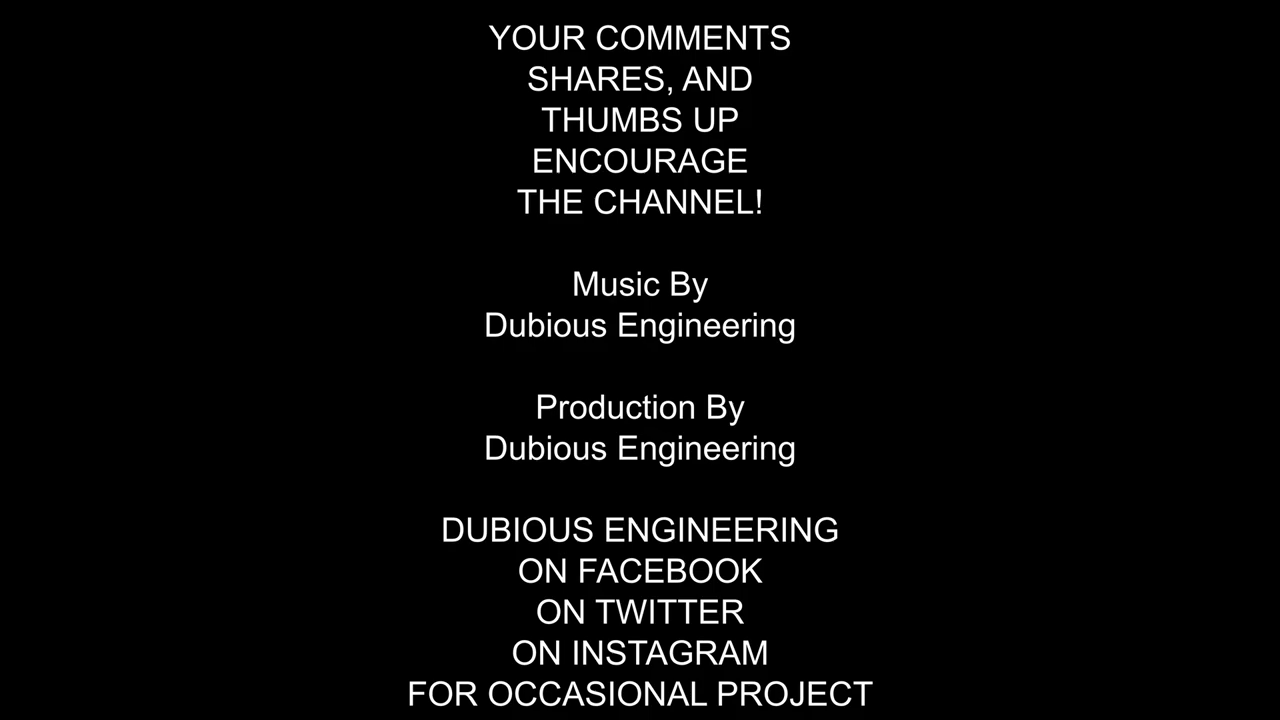 YOUR COMMENTS
SHARES, AND
THUMBS UP
ENCOURAGE
THE CHANNEL!
Music By
Dubious Engineering
Production By
Dubious Engineering
DUBIOUS ENGINEERING
ON FACEBOOK
ON TWITTER
ON INSTAGRAM
FOR OCCASIONAL PROJECT